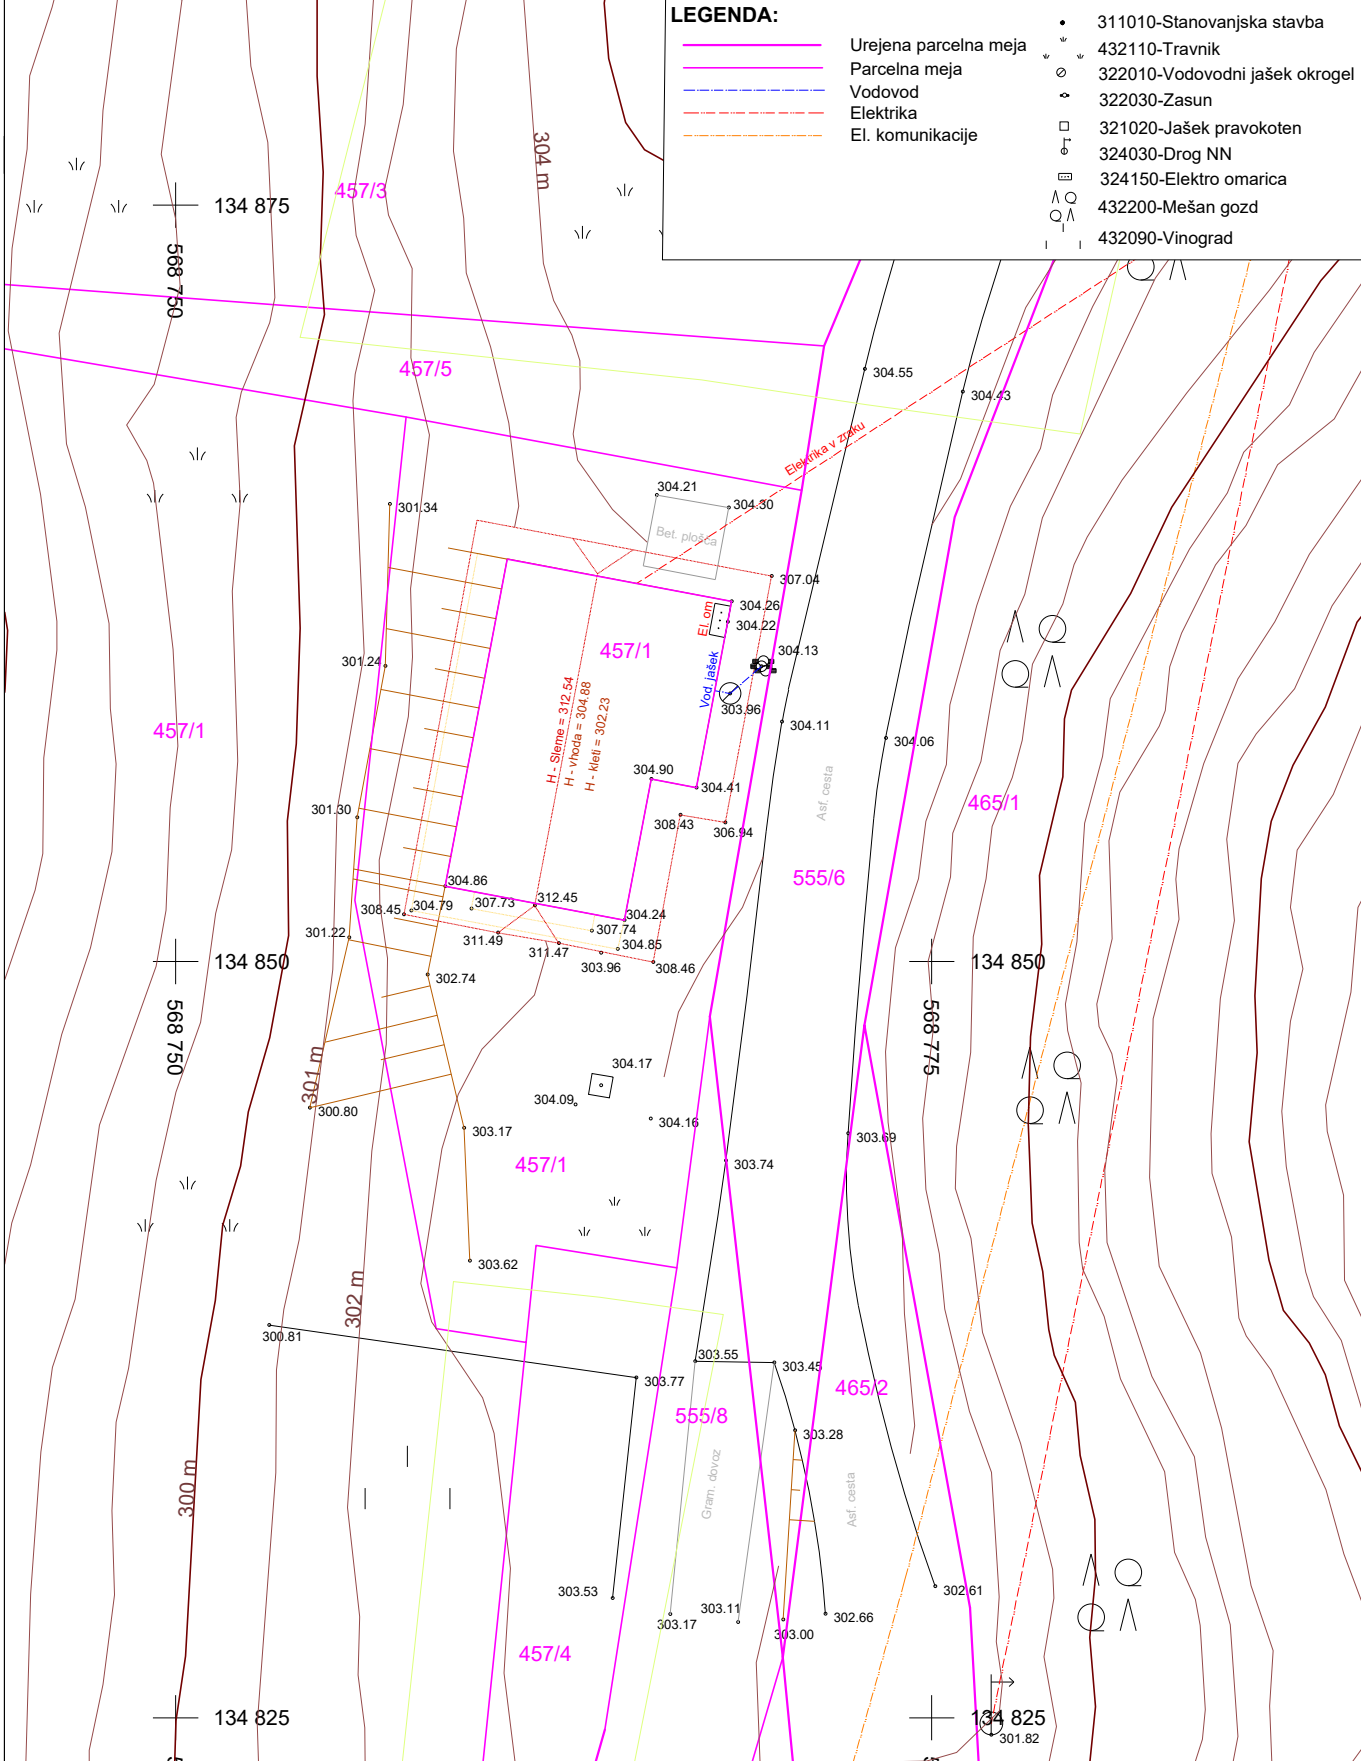 LEGENDA:
Urejena parcelna meja
Parcelna meja
Vodovod
Elektrika
El. komunikacije
311010-Stanovanjska stavba
432110-Travnik
322010-Vodovodni jašek okrogel
322030-Zasun
321020-Jašek pravokoten
324030-Drog NN
324150-Elektro omarica
432200-Mešan gozd
432090-Vinograd
304 m
457/3
134 875
568 750
457/5
304.55
304.43
Elektrika v zraku
304.21
304.30
Bet. plošča
301.34
307.04
304.26
El. om
304.22
457/1
304.13
301.24
Vod. jašek
303.96
H - Sleme = 312.54
H - vhoda = 304.88
H - kleti = 302.23
457/1
304.11
304.06
304.90
304.41
Asf. cesta
465/1
301.30
308.43
306.94
555/6
304.86
308.45
304.79
307.73
312.45
304.24
307.74
301.22
311.49
311.47
304.85
303.96
308.46
134 850
134 850
302.74
568 750
568 775
301 m
304.17
300.80
304.09
304.16
303.17
303.69
457/1
303.74
303.62
302 m
300.81
303.55
303.45
303.77
465/2
555/8
303.28
300 m
Gram. dovoz
Asf. cesta
303.53
303.17
303.11
303.00
302.66
302.61
457/4
134 825
134 825
301.82